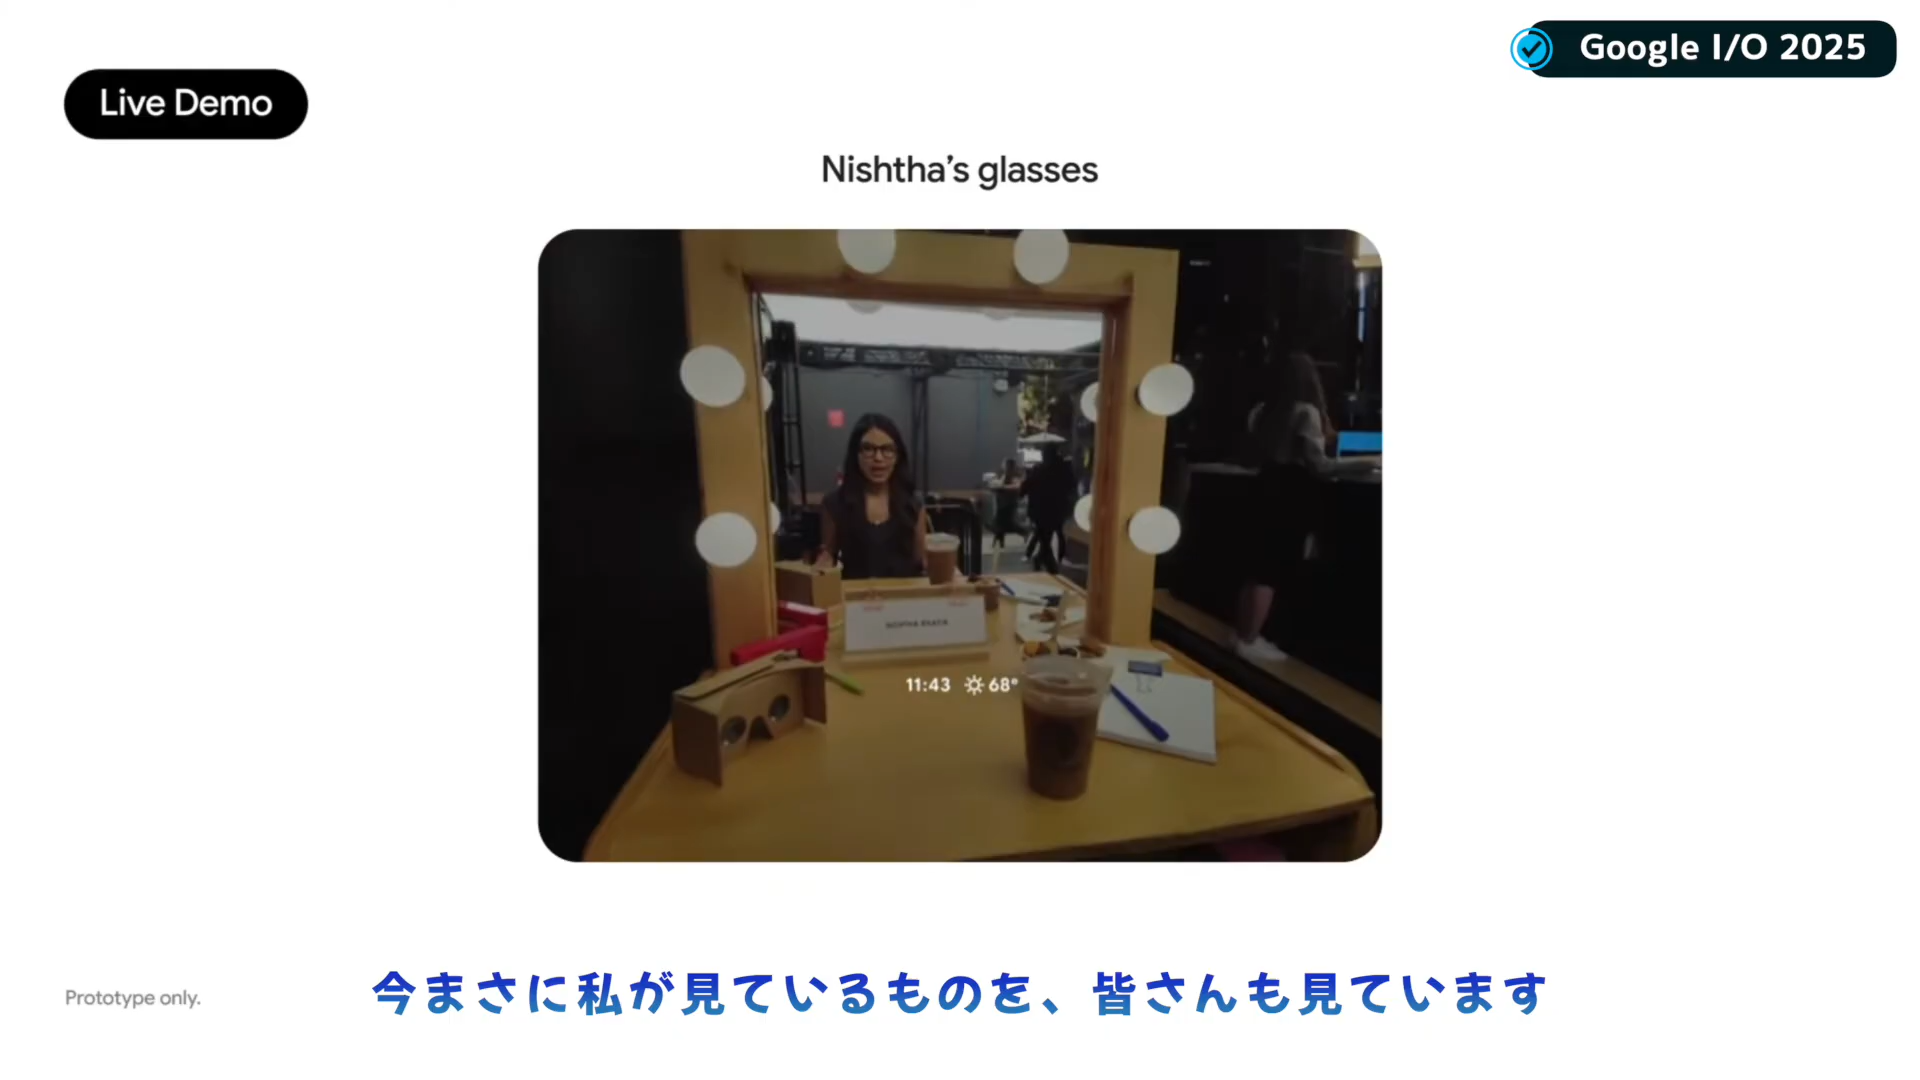 Google I/O 2025
Live Demo
Nishtha’s glasses
11:43 68°
Prototype only.
今まさに私が見ているものを、皆さんも見ています